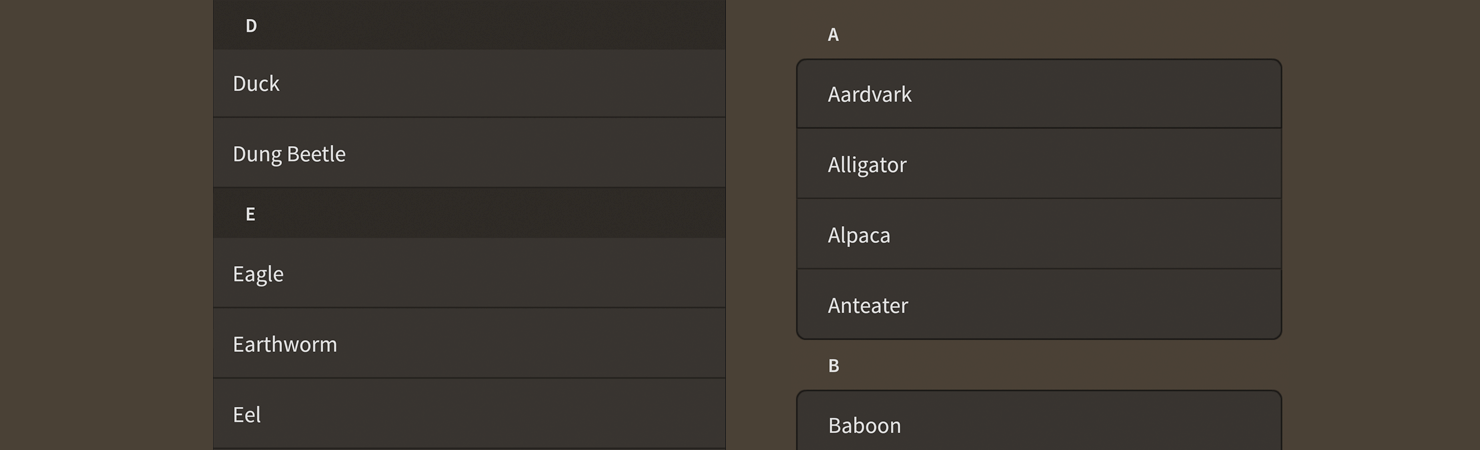 D
Duck
Dung Beetle
E
Eagle
Earthworm
Eel
A
Aardvark
Alligator
Alpaca
Anteater
B
Baboon